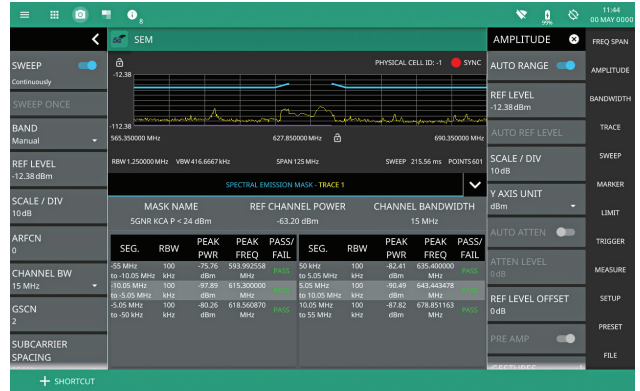 8
99%
11:44
00 MAY 0000
SEM
AMPLITUDE
FREQ SPAN
SWEEP
Continuously
-12.38
PHYSICAL CELL ID: -1
SYNC
AUTO RANGE
AMPLITUDE
SWEEP ONCE
REF LEVEL
-12.38 dBm
BANDWIDTH
BAND
Manual
-112.38
565.350000 MHz
627.850000 MHz
690.350000 MHz
AUTO REF LEVEL
TRACE
REF LEVEL
-12.38 dBm
RBW 1.250000 MHz VBW 416.6667 kHz
SPAN 125 MHz
SWEEP 215.56 ms POINTS 601
SCALE / DIV
10 dB
SWEEP
SPECTRAL EMISSION MASK - TRACE 1
Y AXIS UNIT
dBm
MARKER
SCALE / DIV
10 dB
MASK NAME
REF CHANNEL POWER
CHANNEL BANDWIDTH
5GNR KCA P < 24 dBm
-63.20 dBm
15 MHz
LIMIT
ARFCN
0
AUTO ATTEN
TRIGGER
SEG. RBW PEAK PWR PEAK FREQ PASS/ FAIL SEG. RBW PEAK PWR PEAK FREQ PASS/ FAIL
CHANNEL BW
15 MHz
-55 MHz to -10.05 MHz 100 kHz -75.76 dBm 593.992558 MHz PASS 50 kHz to 5.05 MHz 100 kHz -82.41 dBm 635.400000 MHz PASS
-10.05 MHz to -5.05 MHz 100 kHz -97.89 dBm 615.300000 MHz 5.05 MHz to 10.05 MHz 100 kHz -90.49 dBm 643.443478 MHz
-5.05 MHz to -50 kHz 100 kHz -80.26 dBm 618.560870 MHz PASS 10.05 MHz to 55 MHz 100 kHz -87.82 dBm 678.851163 MHz PASS
ATTEN LEVEL
0 dB
MEASURE
GSCN
2
REF LEVEL OFFSET
0 dB
SETUP
SUBCARRIER
SPACING
PRE AMP
PRESET
GESTURES
FILE
+ SHORTCUT